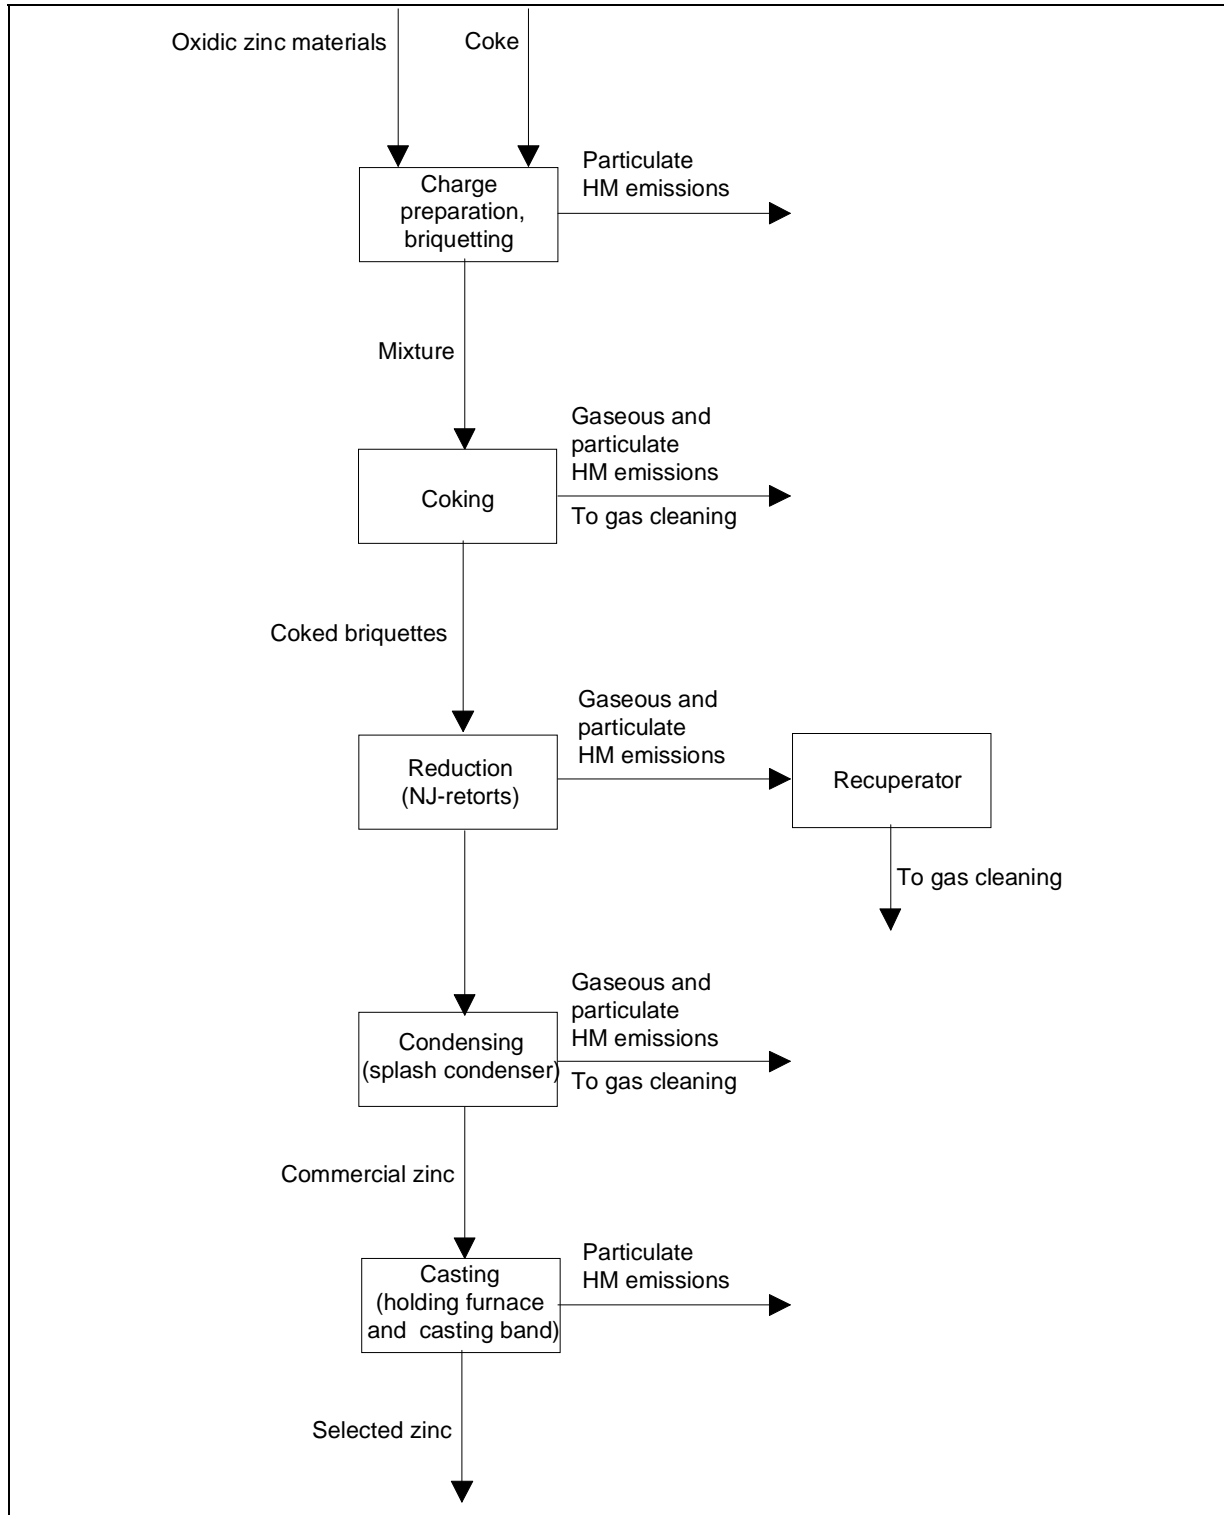 Oxidic zinc materials
Coke
Charge
preparation,
briquetting
Particulate
HM emissions
Mixture
Gaseous and
particulate
HM emissions
Coking
To gas cleaning
Coked briquettes
Gaseous and
particulate
HM emissions
Reduction
(NJ-retorts)
Recuperator
To gas cleaning
Gaseous and
particulate
HM emissions
Condensing
(splash condenser)
To gas cleaning
Commercial zinc
Particulate
HM emissions
Casting
(holding furnace
and casting band)
Selected zinc